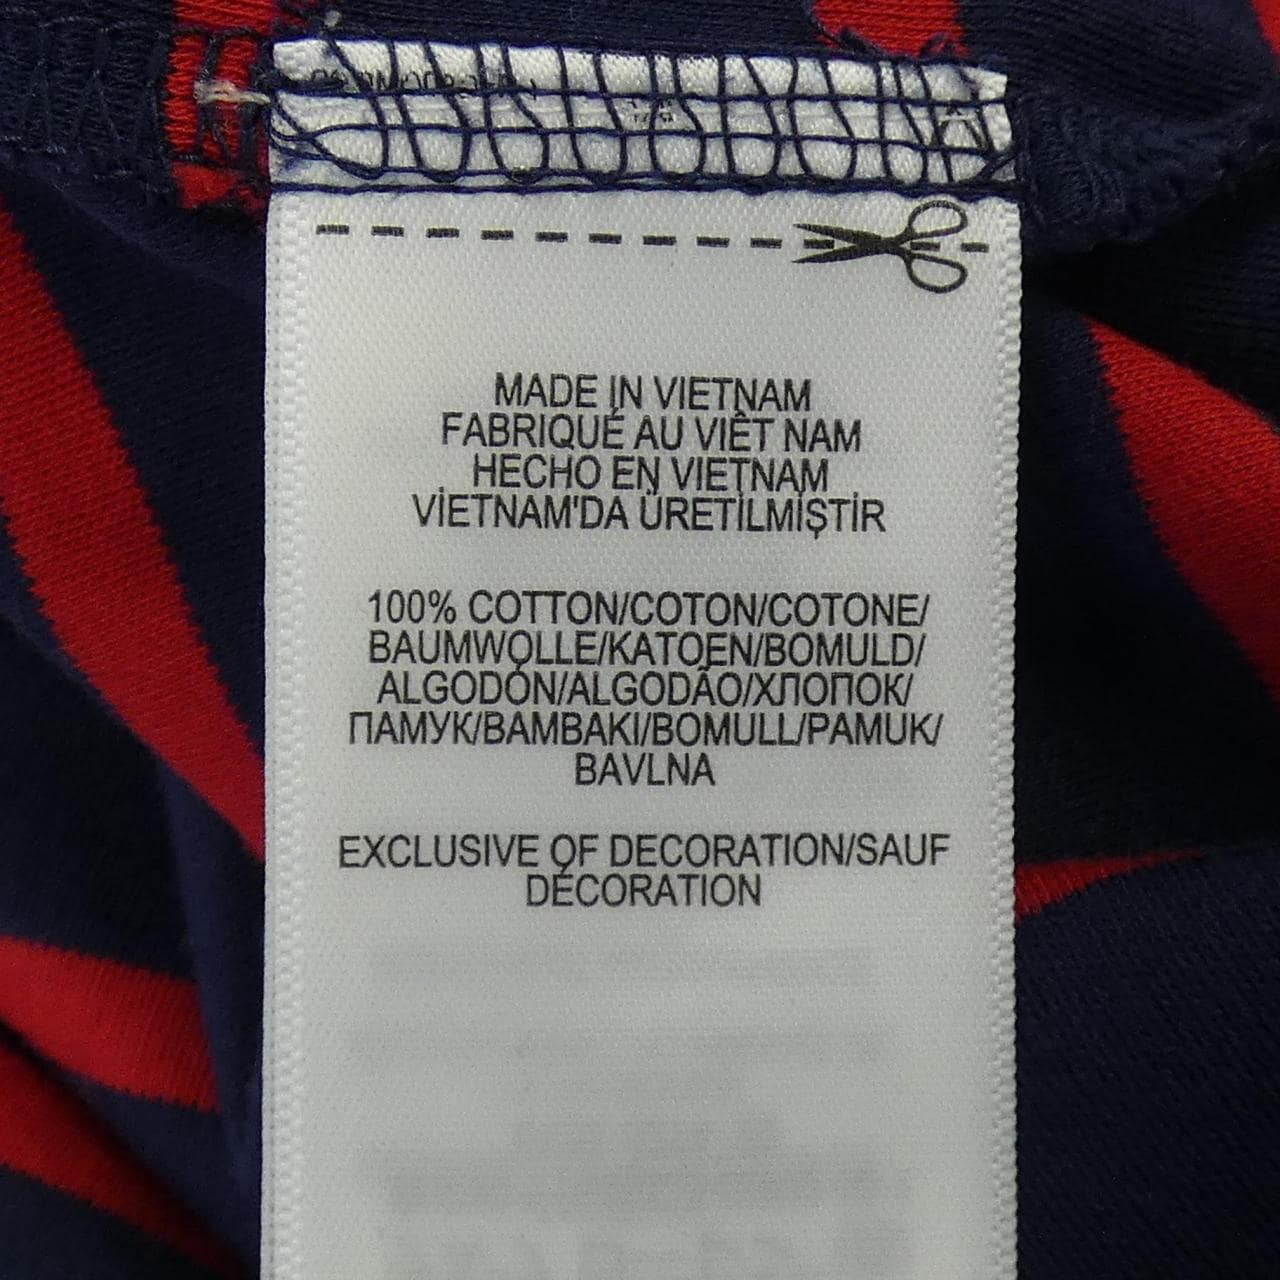 MADE IN VIETNAM
FABRIQUÉ AU VIÊT NAM
HECHO EN VIETNAM
VİETNAM'DA ÜRETİLMİŞTİR
100% COTTON/COTON/COTONE/
BAUMWOLLE/KATOEN/BOMULD/
ALGODÓN/ALGODÃO/ХЛОПОК/
ПАМУК/BAMBAKI/BOMULL/PAMUK/
BAVLNA
EXCLUSIVE OF DECORATION/SAUF
DÉCORATION